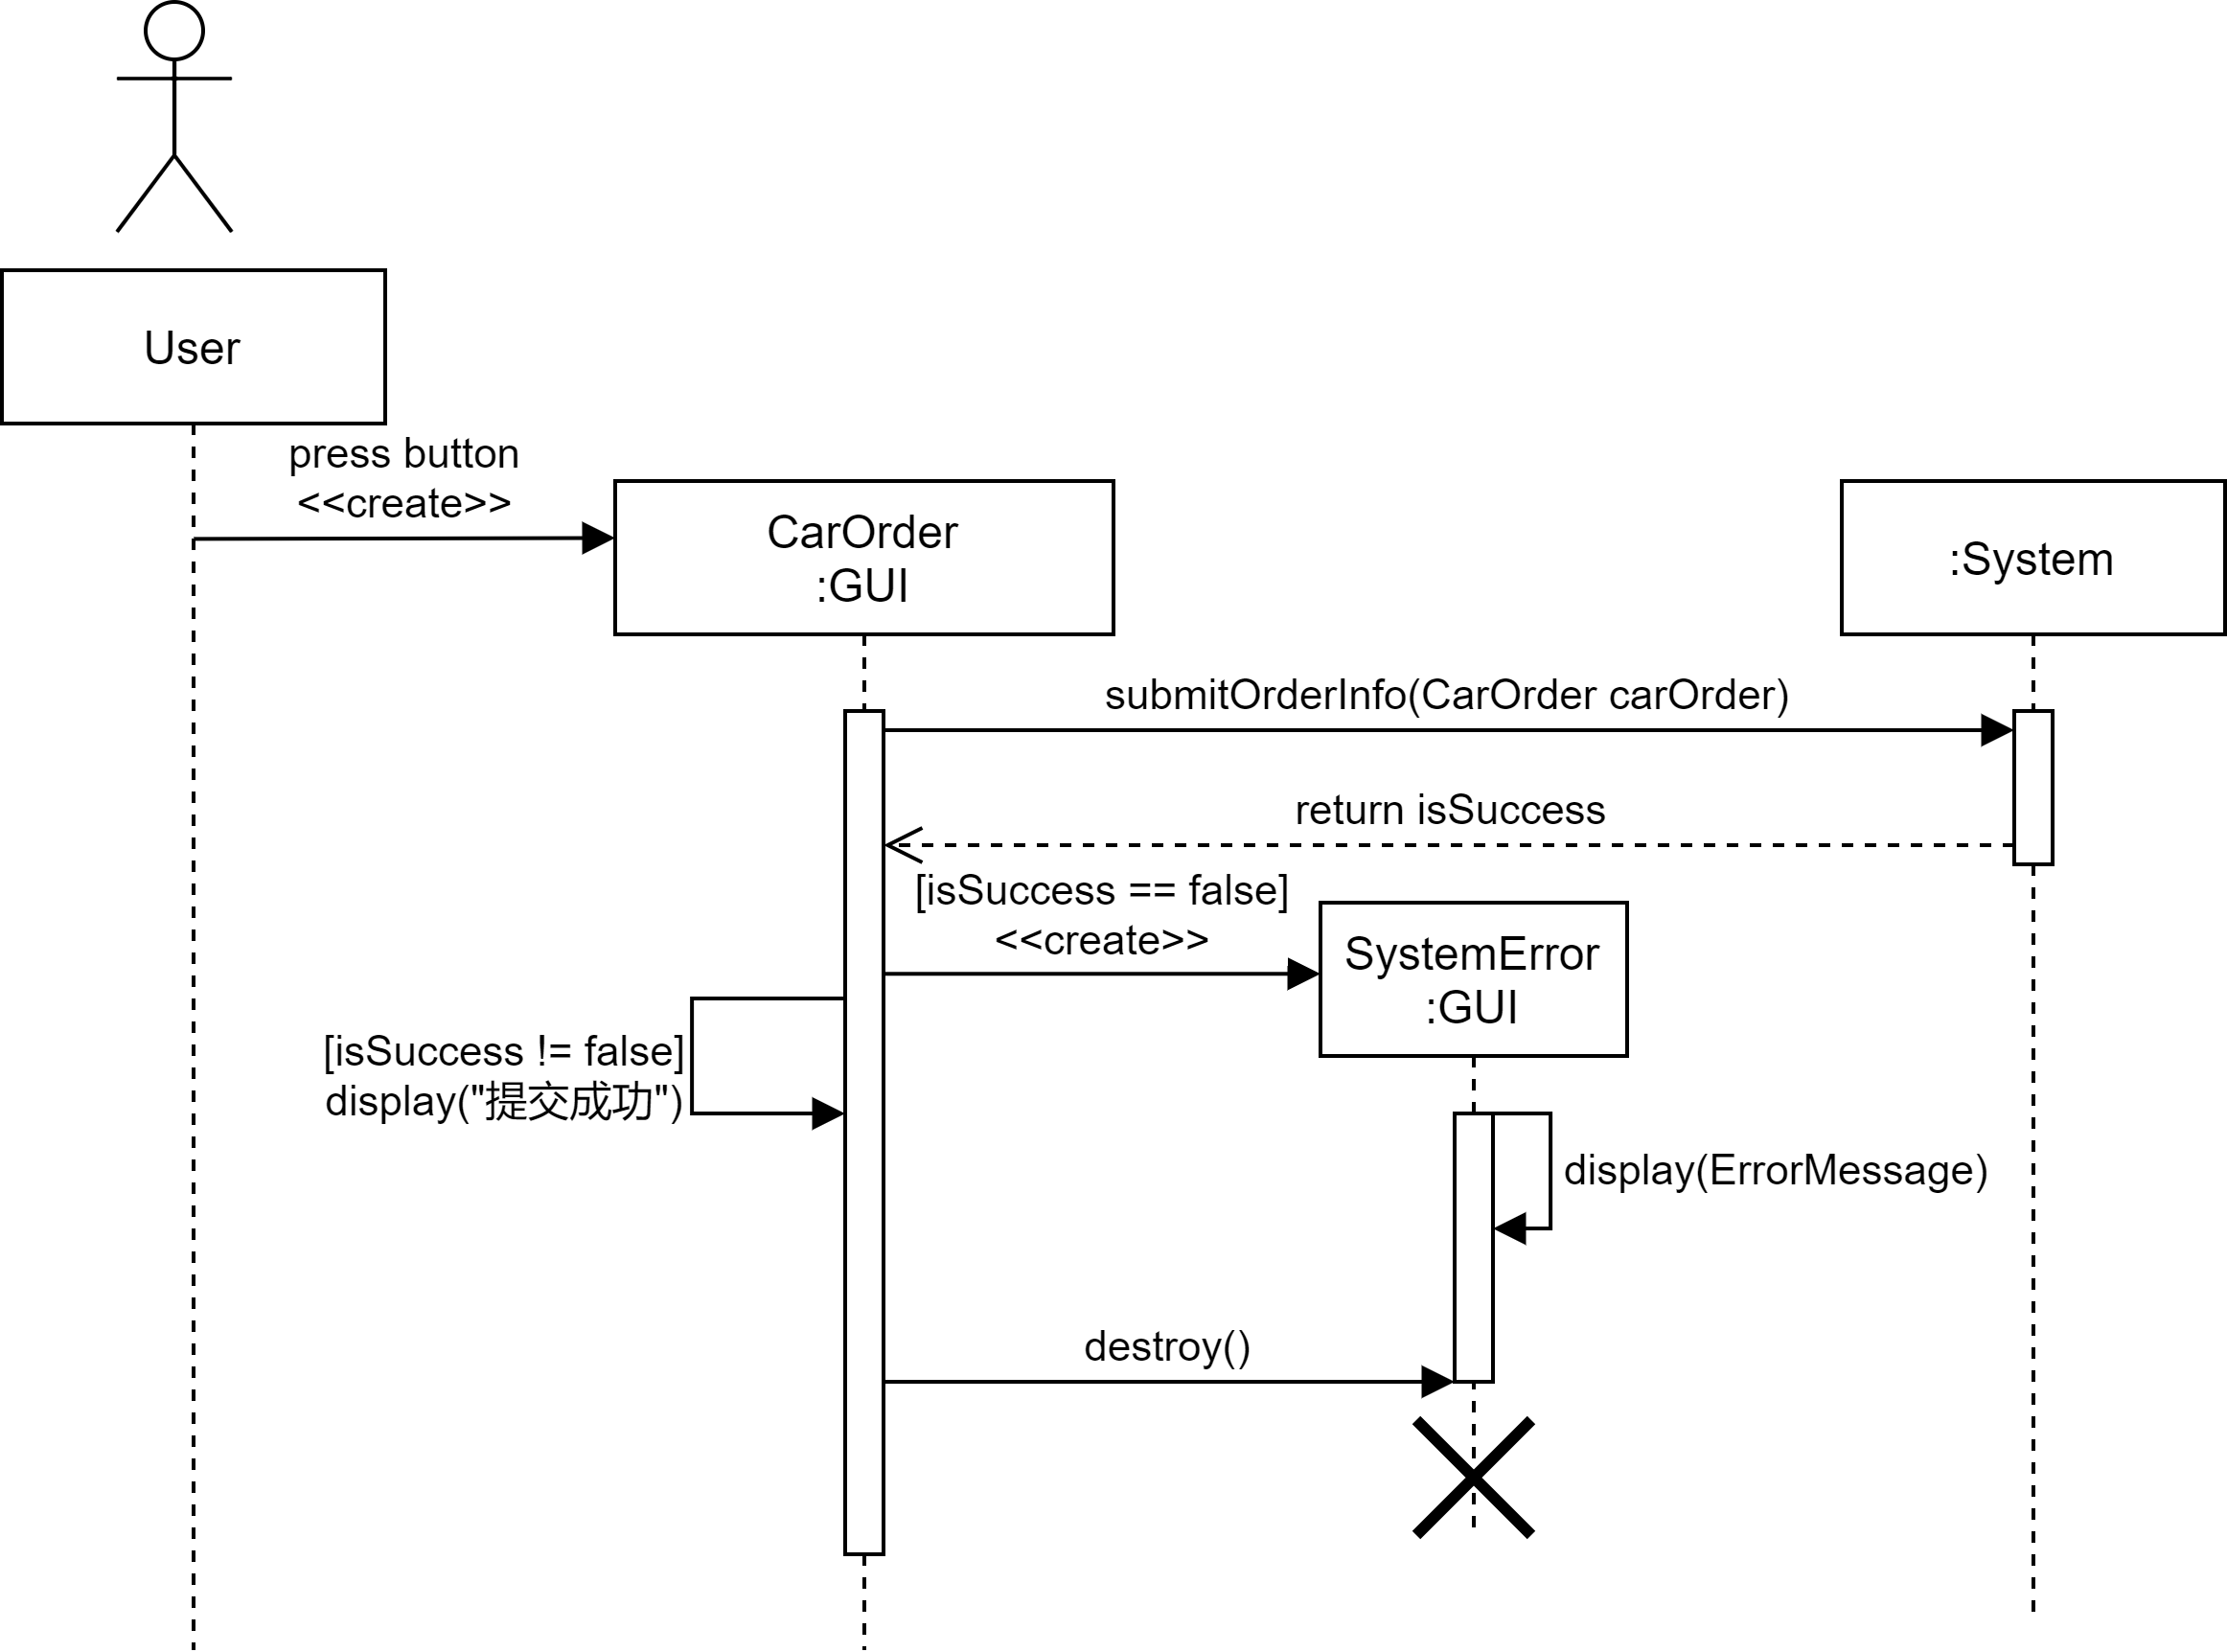 User
press button
<<create>>
CarOrder
:GUI
:System
submitOrderInfo(CarOrder carOrder)
return isSuccess
[isSuccess == false]
<<create>>
SystemError
:GUI
[isSuccess != false]
display("提交成功")
display(ErrorMessage)
destroy()